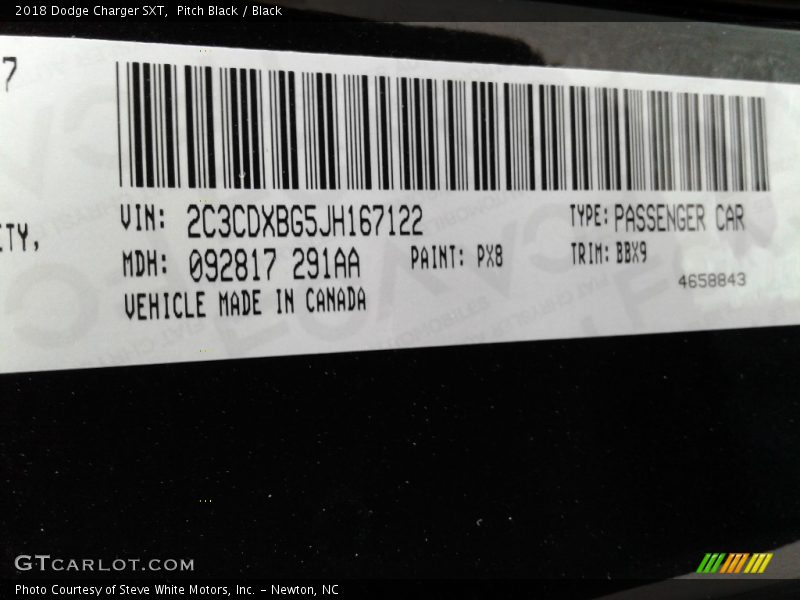 2018 Dodge Charger SXT, Pitch Black / Black
7
ITY,
VIN: 2C3CDXBG5JH167122 TYPE: PASSENGER CAR
MDH: 092817 291AA PAINT: PX8 TRIM: BBX9
VEHICLE MADE IN CANADA 4658843
GTCARLOT.COM
Photo Courtesy of Steve White Motors, Inc. – Newton, NC